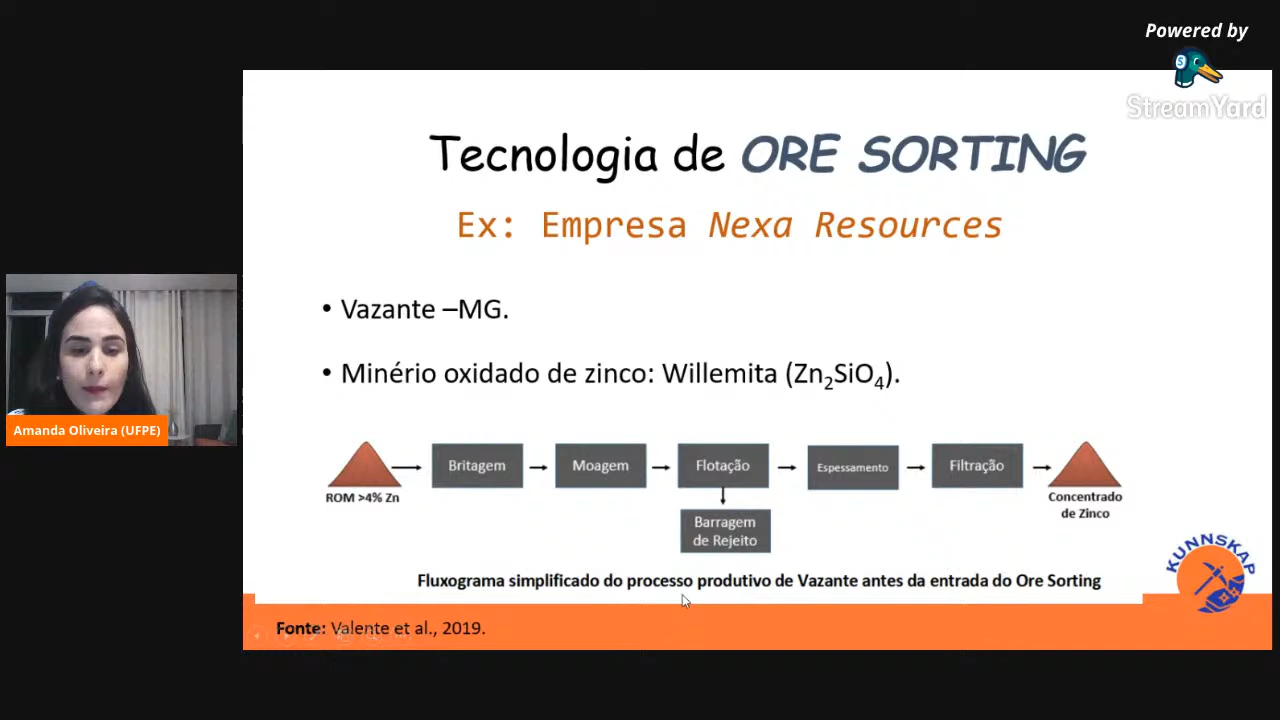 Powered by
StreamYard
Tecnologia de ORE SORTING
Ex: Empresa Nexa Resources
• Vazante –MG.
• Minério oxidado de zinco: Willemita (Zn₂SiO₄).
Amanda Oliveira (UFPE)
ROM >4% Zn
Britagem
Moagem
Flotação
Espessamento
Filtração
Concentrado
de Zinco
Barragem
de Rejeito
Fluxograma simplificado do processo produtivo de Vazante antes da entrada do Ore Sorting
KUNNSKAP
Fonte: Valente et al., 2019.